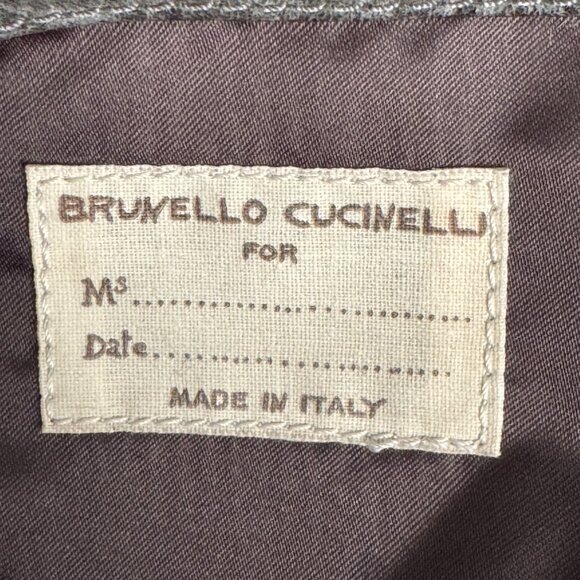 BRUNELLO CUCINELLI
FOR
Ms.............................
Date..........................
MADE IN ITALY